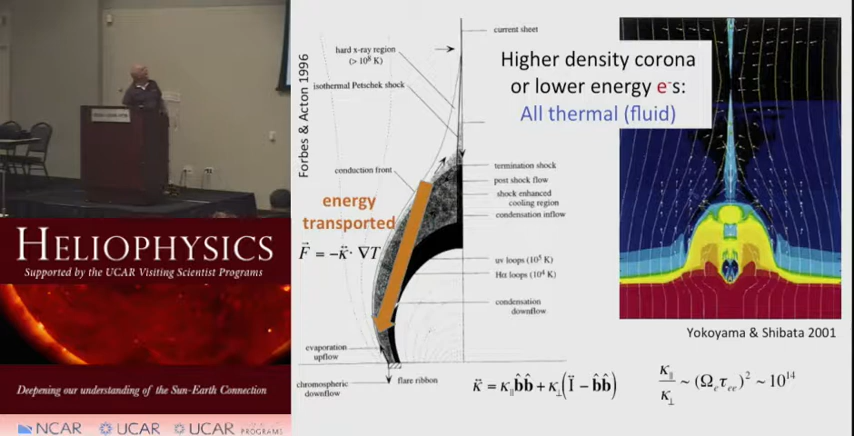 HELIOPHYSICS
Supported by the UCAR Visiting Scientist Programs
Deepening our understanding of the Sun-Earth Connection
NCAR
UCAR
UCAR PROGRAMS
Forbes & Acton 1996
current sheet
hard x-ray region
(> 10⁸ K)
isothermal Petschek shock
conduction front
termination shock
post shock flow
shock enhanced
cooling region
condensation inflow
uv loops (10⁵ K)
Hα loops (10⁴ K)
condensation
downflow
evaporation
upflow
chromospheric
downflow
flare ribbon
energy
transported
F⃗ = −κ⃡ · ∇T
Higher density corona
or lower energy e⁻s:
All thermal (fluid)
Yokoyama & Shibata 2001
κ⃡ = κ∥b̂b̂ + κ⊥(I⃡ − b̂b̂)
κ∥/κ⊥ ~ (Ωₑτₑₑ)² ~ 10¹⁴